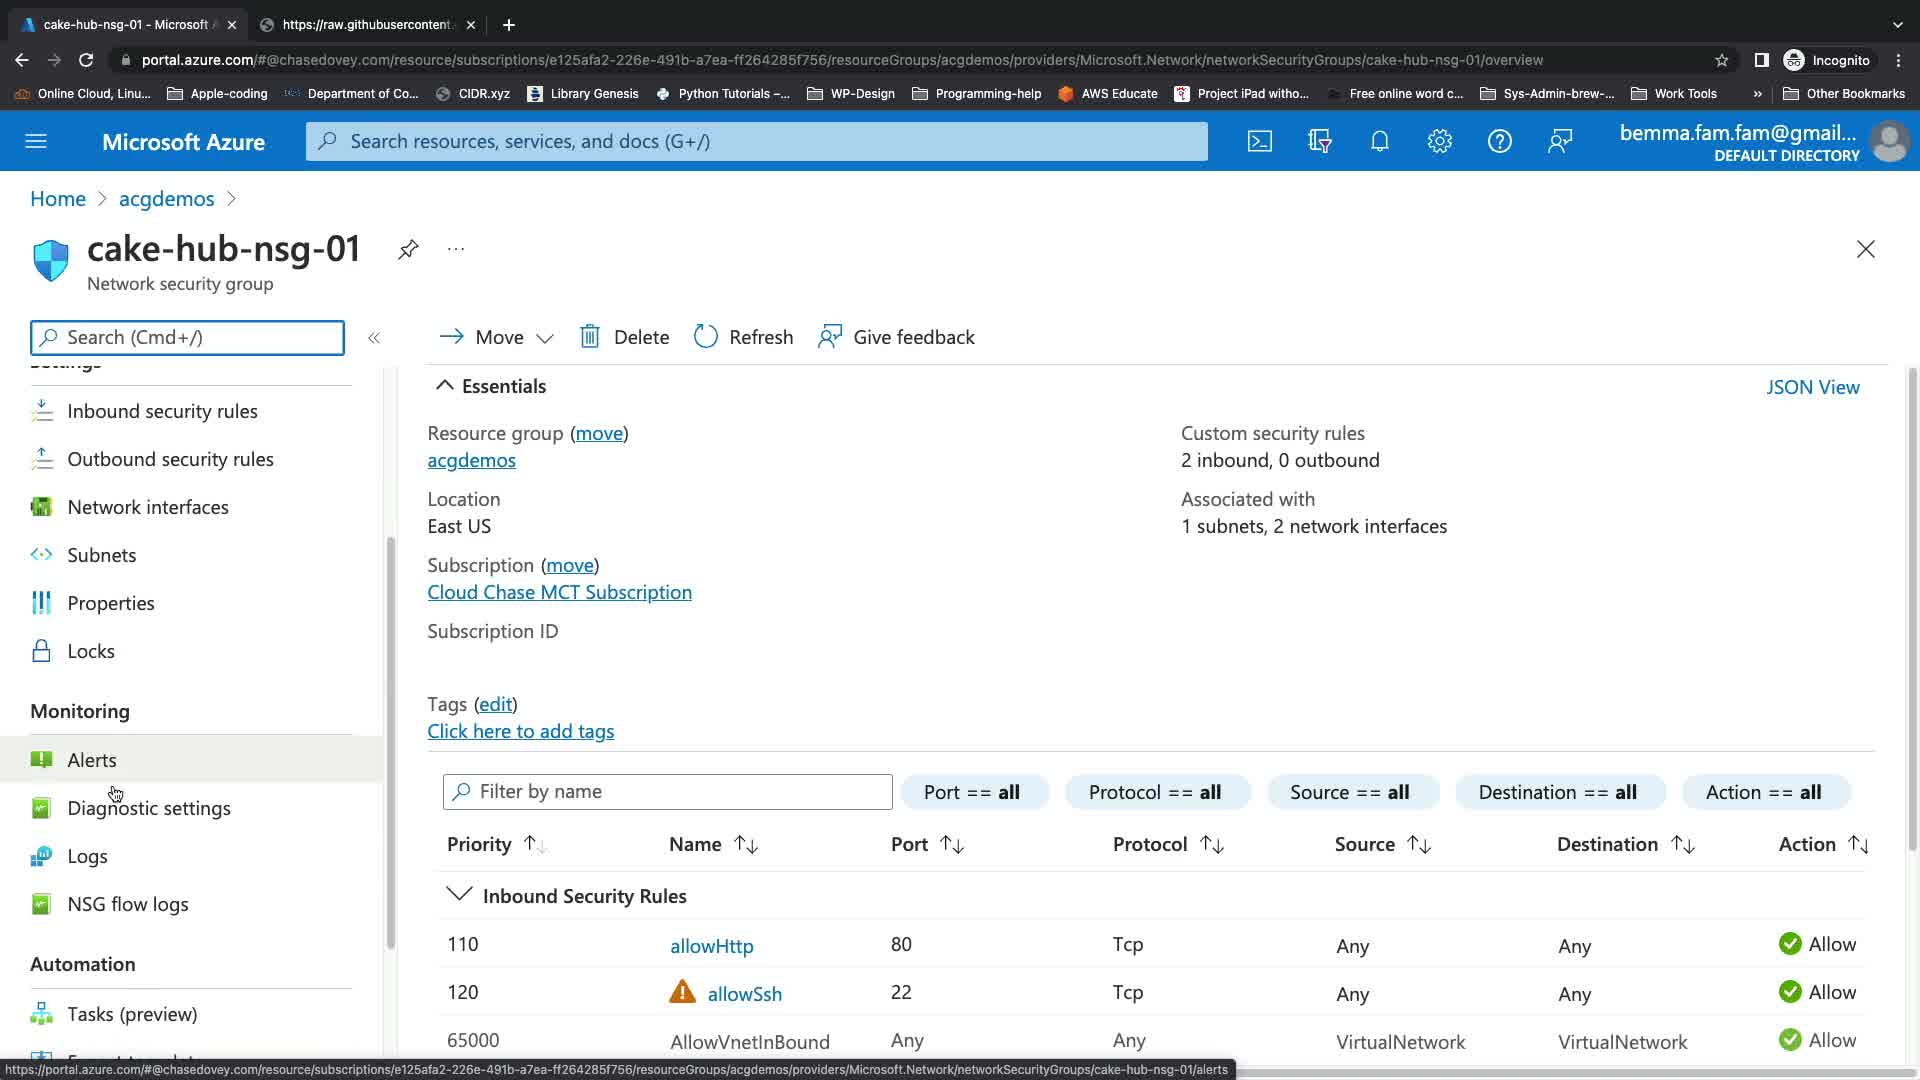 cake-hub-nsg-01 - Microsoft A
https://raw.githubusercontent.
portal.azure.com/#@chasedovey.com/resource/subscriptions/e125afa2-226e-491b-a7ea-ff264285f756/resourceGroups/acgdemos/providers/Microsoft.Network/networkSecurityGroups/cake-hub-nsg-01/overview
Incognito
Online Cloud, Linu...
Apple-coding
Department of Co...
CIDR.xyz
Library Genesis
Python Tutorials –...
WP-Design
Programming-help
AWS Educate
Project iPad witho...
Free online word c...
Sys-Admin-brew-...
Work Tools
»
Other Bookmarks
Microsoft Azure
Search resources, services, and docs (G+/)
bemma.fam.fam@gmail...
DEFAULT DIRECTORY
Home > acgdemos >
cake-hub-nsg-01
...
Network security group
Search (Cmd+/)
«
Move
Delete
Refresh
Give feedback
Settings
Inbound security rules
Outbound security rules
Network interfaces
Subnets
Properties
Locks
Monitoring
Alerts
Diagnostic settings
Logs
NSG flow logs
Automation
Tasks (preview)
Essentials
JSON View
Resource group (move)
acgdemos
Location
East US
Subscription (move)
Cloud Chase MCT Subscription
Subscription ID
Custom security rules
2 inbound, 0 outbound
Associated with
1 subnets, 2 network interfaces
Tags (edit)
Click here to add tags
Filter by name
Port == all
Protocol == all
Source == all
Destination == all
Action == all
Priority Name Port Protocol Source Destination Action
Inbound Security Rules
110 allowHttp 80 Tcp Any Any Allow
120 allowSsh 22 Tcp Any Any Allow
65000 AllowVnetInBound Any Any VirtualNetwork VirtualNetwork Allow
https://portal.azure.com/#@chasedovey.com/resource/subscriptions/e125afa2-226e-491b-a7ea-ff264285f756/resourceGroups/acgdemos/providers/Microsoft.Network/networkSecurityGroups/cake-hub-nsg-01/alerts